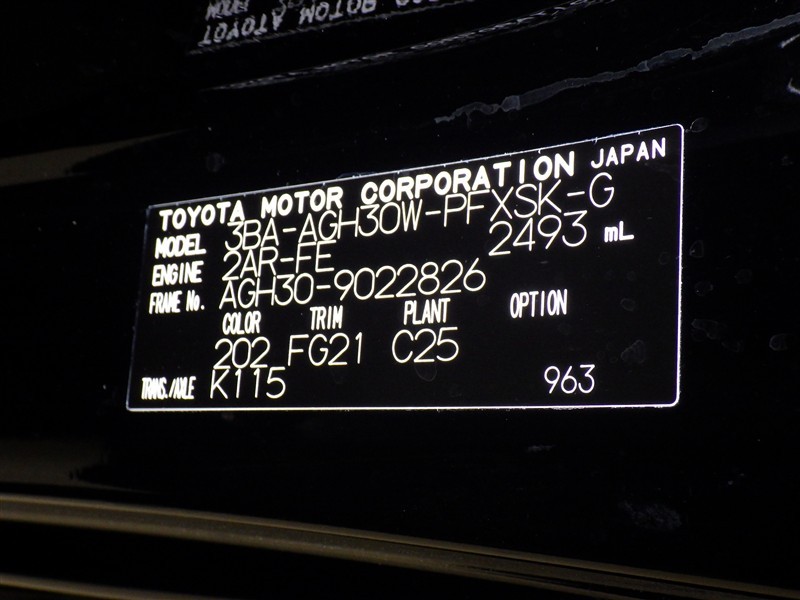 TOYOTA MOTOR CORPORATION JAPAN
MODEL 3BA-AGH30W-PFXSK-G
ENGINE 2AR-FE 2493 mL
FRAME No. AGH30-9022826
COLOR TRIM PLANT OPTION
202 FG21 C25
TRANS./AXLE K115 963